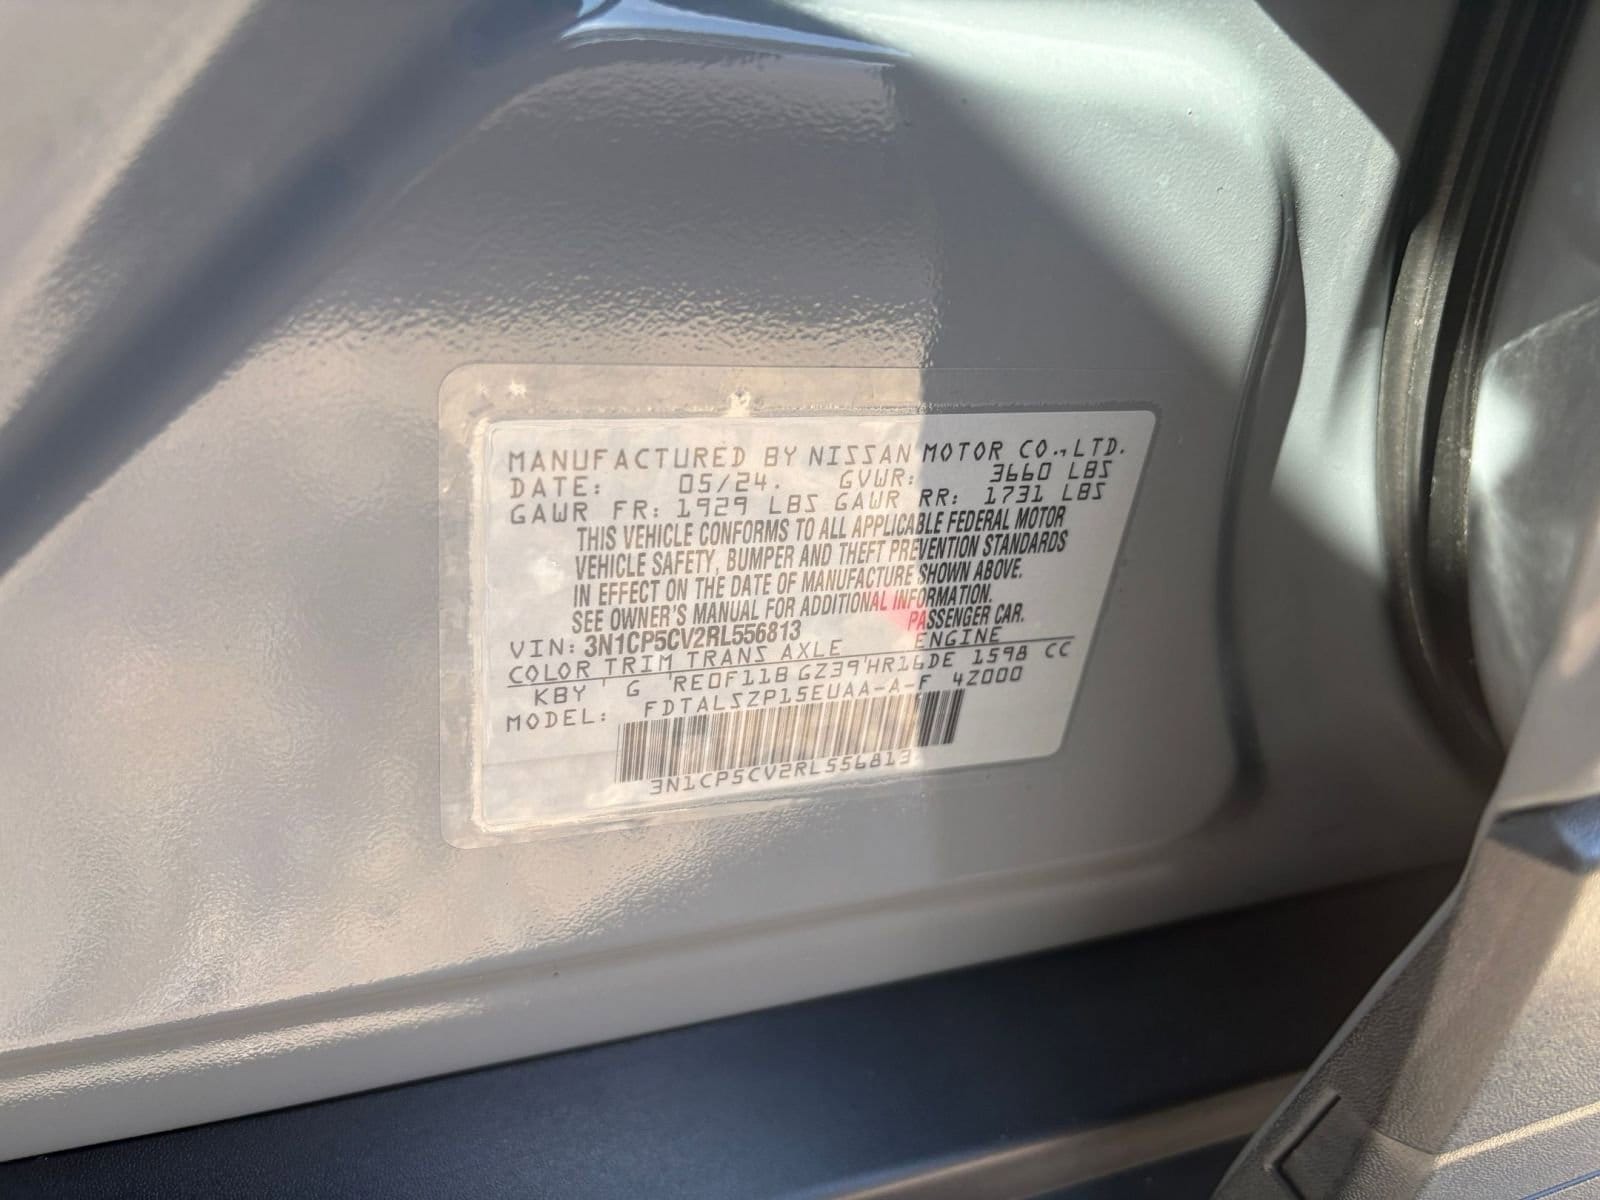 MANUFACTURED BY NISSAN MOTOR CO.,LTD.
DATE: 05/24. GVWR: 3660 LBS
GAWR FR: 1929 LBS GAWR RR: 1731 LBS
THIS VEHICLE CONFORMS TO ALL APPLICABLE FEDERAL MOTOR
VEHICLE SAFETY, BUMPER AND THEFT PREVENTION STANDARDS
IN EFFECT ON THE DATE OF MANUFACTURE SHOWN ABOVE.
SEE OWNER'S MANUAL FOR ADDITIONAL INFORMATION.
PASSENGER CAR.
VIN: 3N1CP5CV2RL556813
COLOR TRIM TRANS AXLE ENGINE
KBY G RE0F11B GZ39 HR16DE 1598 CC
MODEL: FDTALSZP15EUAA-A-F 4Z000
3N1CP5CV2RL556813